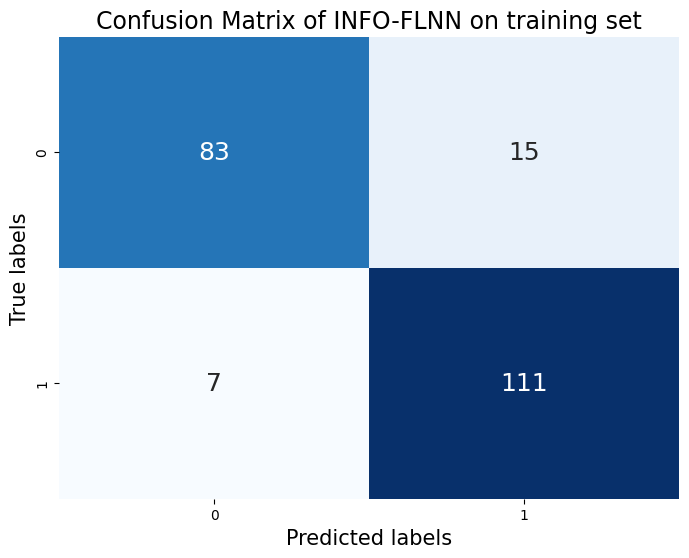 Confusion Matrix of INFO-FLNN on training set
True labels
0
83
15
1
7
111
0
1
Predicted labels